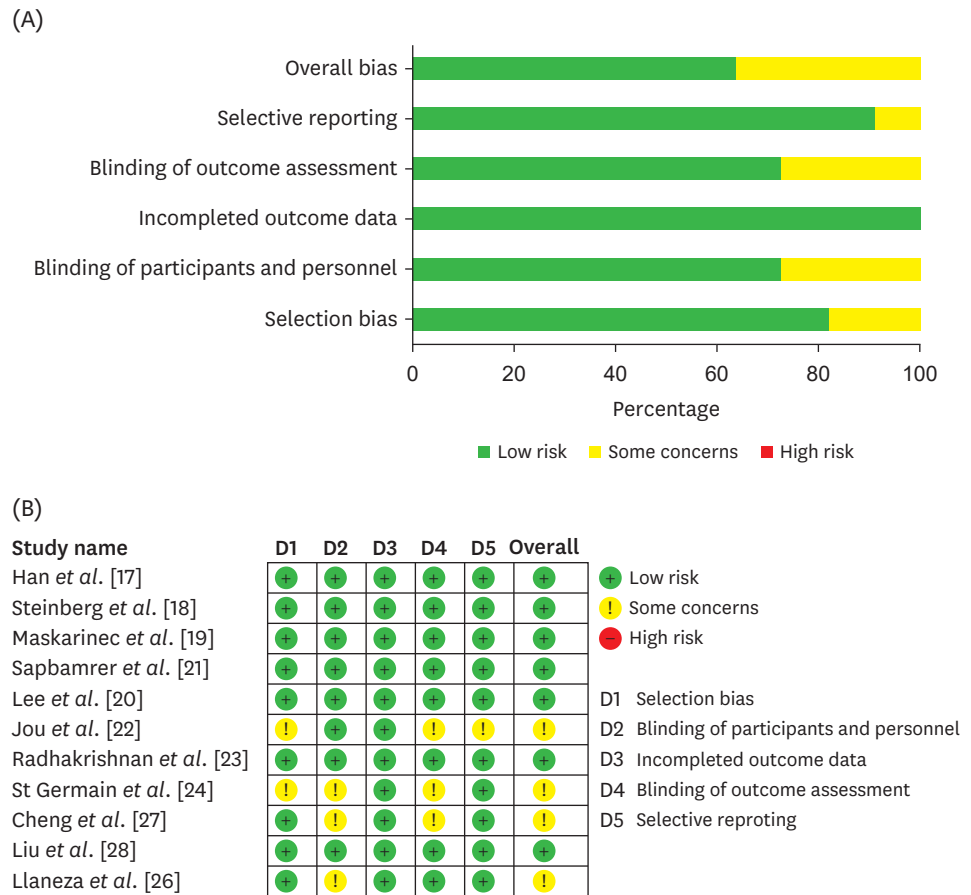 (A)
Overall bias
Selective reporting
Blinding of outcome assessment
Incompleted outcome data
Blinding of participants and personnel
Selection bias
0 20 40 60 80 100
Percentage
Low risk Some concerns High risk
(B)
Study name D1 D2 D3 D4 D5 Overall
Han et al. [17] + + + + + +
Steinberg et al. [18] + + + + + +
Maskarinec et al. [19] + + + + + +
Sapbamrer et al. [21] + + + + + +
Lee et al. [20] + + + + + +
Jou et al. [22] ! + + ! ! !
Radhakrishnan et al. [23] + + + + + +
St Germain et al. [24] ! ! + ! + !
Cheng et al. [27] + ! + ! + !
Liu et al. [28] + + + + + +
Llaneza et al. [26] + ! + + + !
+ Low risk
! Some concerns
− High risk
D1 Selection bias
D2 Blinding of participants and personnel
D3 Incompleted outcome data
D4 Blinding of outcome assessment
D5 Selective reproting